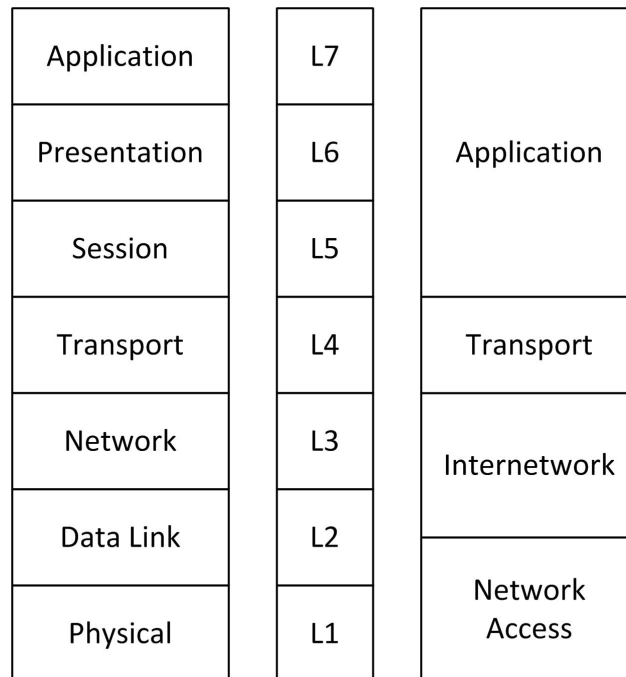 Application
Presentation
Session
Transport
Network
Data Link
Physical
L7
L6
L5
L4
L3
L2
L1
Application
Transport
Internetwork
Network
Access